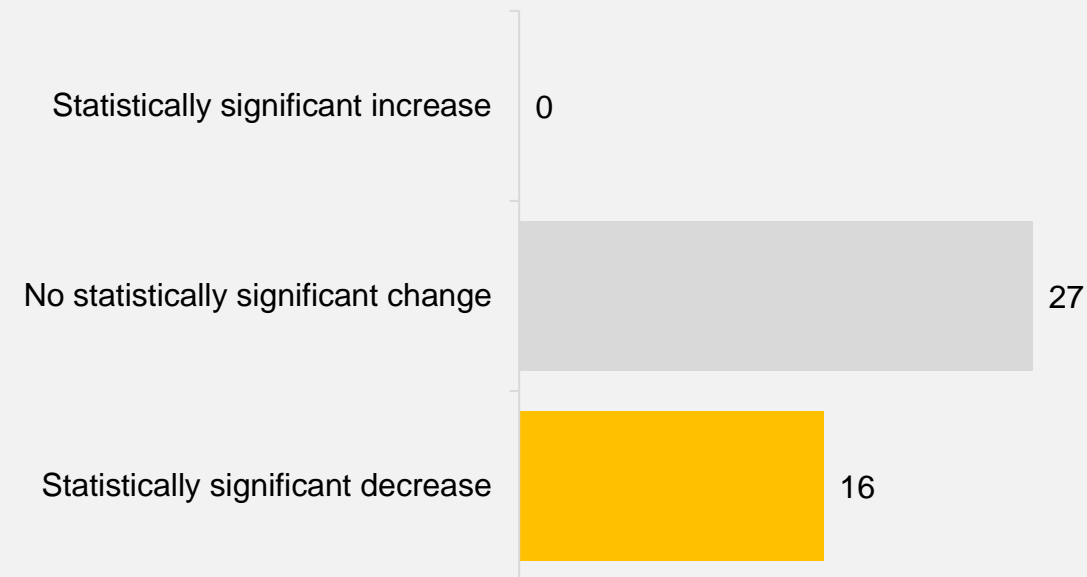 Statistically significant increase 0
No statistically significant change 27
Statistically significant decrease 16